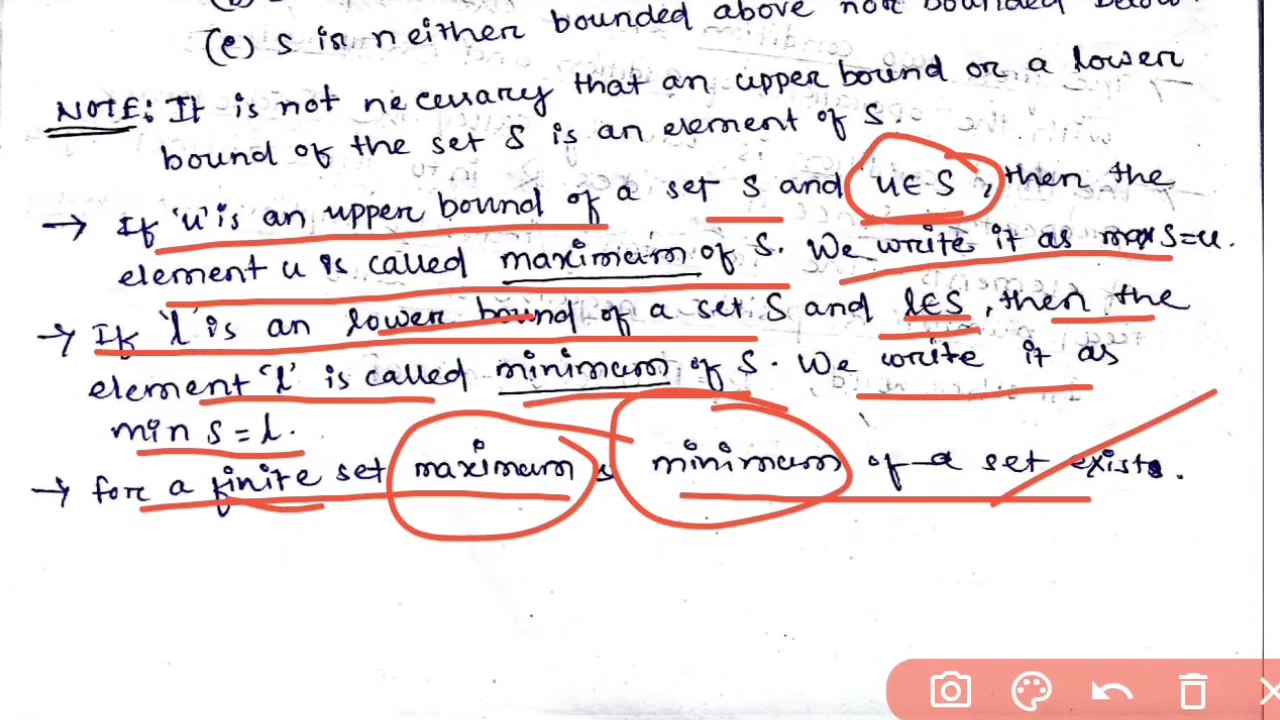 (e) S is neither bounded above nor bounded below.
NOTE: It is not necessary that an upper bound or a lower
bound of the set S is an element of S.
→ If 'u' is an upper bound of a set S and u∈S, then the
element u is called maximum of S. We write it as max S=u.
→ If 'l' is an lower bound of a set S and l∈S, then the
element 'l' is called minimum of S. We write it as
min S=l.
→ for a finite set maximum & minimum of a set exists.